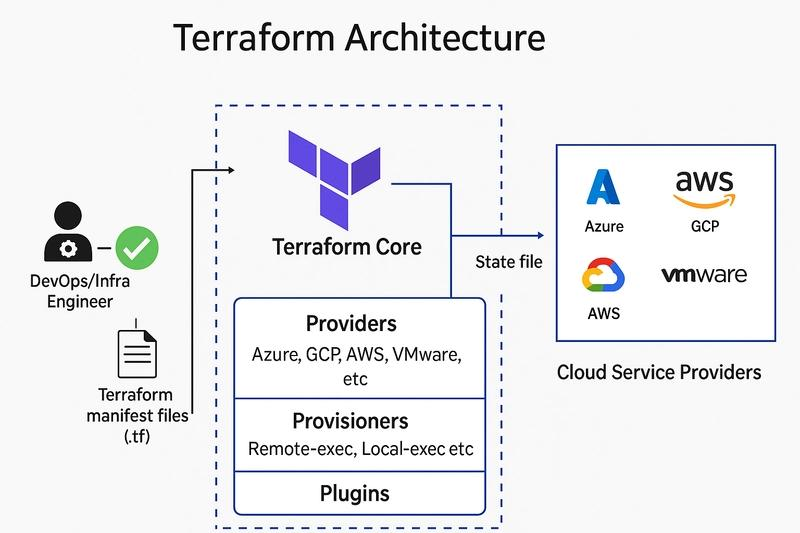 Terraform Architecture
Terraform Core
DevOps/Infra
Engineer
Terraform
manifest files
(.tf)
State file
Providers
Azure, GCP, AWS, VMware,
etc
Provisioners
Remote-exec, Local-exec etc
Plugins
Azure
aws
GCP
AWS
vmware
Cloud Service Providers